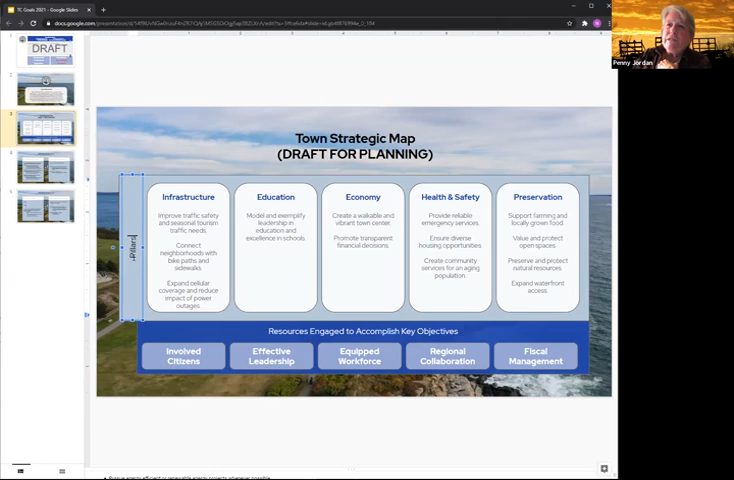 TC Goals 2021 - Google Slides
docs.google.com
DRAFT
Penny Jordan
Town Strategic Map
(DRAFT FOR PLANNING)
Pillars
Infrastructure
Improve traffic safety
and seasonal tourism
traffic needs.
Connect
neighborhoods with
bike paths and
sidewalks.
Expand cellular
coverage and reduce
impact of power
outages
Education
Model and exemplify
leadership in
education and
excellence in schools.
Economy
Create a walkable and
vibrant town center.
Promote transparent
financial decisions.
Health & Safety
Provide reliable
emergency services.
Ensure diverse
housing opportunities.
Create community
services for an aging
population.
Preservation
Support farming and
locally grown food.
Value and protect
open spaces.
Preserve and protect
natural resources.
Expand waterfront
access.
Resources Engaged to Accomplish Key Objectives
Involved
Citizens
Effective
Leadership
Equipped
Workforce
Regional
Collaboration
Fiscal
Management